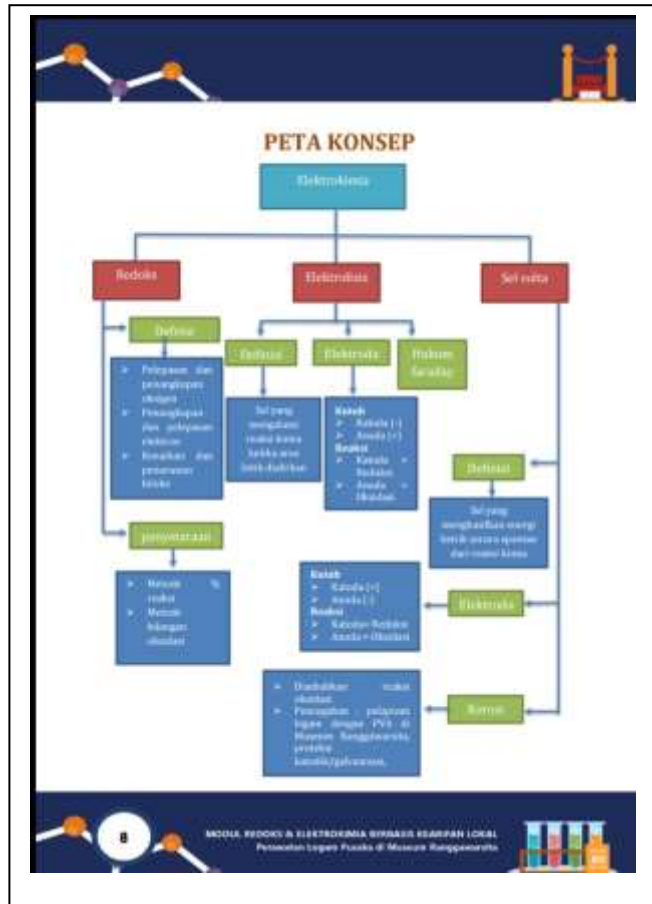 PETA KONSEP
Elektrokimia
Redoks
Elektrolisis
Sel volta
Definisi
Definisi
Elektroda
Hukum
faraday
➢ Pelepasan dan
penangkapan
oksigen
➢ Penangkapan
dan pelepasan
elektron
➢ Kenaikan dan
penurunan
biloks
Sel yang
mengalami
reaksi kimia
ketika arus
listrik dialirkan
Kutub
➢ Katoda (-)
➢ Anoda (+)
Reaksi
➢ Katoda =
Reduksi
➢ Anoda =
Oksidasi
Definisi
Sel yang
menghasilkan energi
listrik secara spontan
dari reaksi kimia
penyetaraan
➢ Metode ½
reaksi
➢ Metode
bilangan
oksidasi
Kutub
➢ Katoda (+)
➢ Anoda (-)
Reaksi
➢ Katoda= Reduksi
➢ Anoda = Oksidasi
Elektroda
➢ Disebabkan reaksi
oksidasi
➢ Pencegahan pelapisan
logam dengan PVA di
Museum Ranggawarsita,
proteksi
katodik/galvanisasi,
Korosi
8
MODUL REDOKS & ELEKTROKIMIA BERBASIS KEARIFAN LOKAL
Perawatan Logam Pusaka di Museum Ranggawarsita